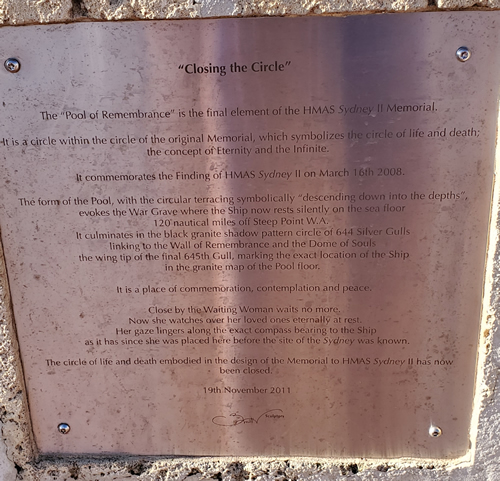 "Closing the Circle"
The "Pool of Remembrance" is the final element of the HMAS Sydney II Memorial.
It is a circle within the circle of the original Memorial, which symbolizes the circle of life and death;
the concept of Eternity and the Infinite.
It commemorates the Finding of HMAS Sydney II on March 16th 2008.
The form of the Pool, with the circular terracing symbolically "descending down into the depths",
evokes the War Grave where the Ship now rests silently on the sea floor
120 nautical miles off Steep Point W.A.
It culminates in the black granite shadow pattern circle of 644 Silver Gulls
linking to the Wall of Remembrance and the Dome of Souls
the wing tip of the final 645th Gull, marking the exact location of the Ship
in the granite map of the Pool floor.
It is a place of commemoration, contemplation and peace.
Close by the Waiting Woman waits no more,
Now she watches over her loved ones eternally at rest.
Her gaze lingers along the exact compass bearing to the Ship
as it has since she was placed here before the site of the Sydney was known.
The circle of life and death embodied in the design of the Memorial to HMAS Sydney II has now
been closed.
19th November 2011